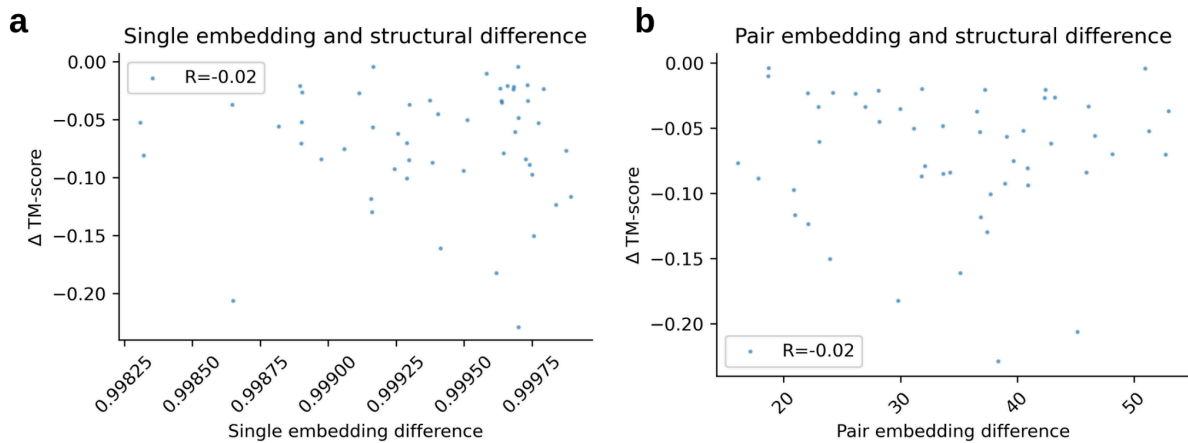 a
Single embedding and structural difference
R=-0.02
Δ TM-score
0.00
−0.05
−0.10
−0.15
−0.20
0.99825
0.99850
0.99875
0.99900
0.99925
0.99950
0.99975
Single embedding difference
b
Pair embedding and structural difference
R=-0.02
Δ TM-score
0.00
−0.05
−0.10
−0.15
−0.20
20
30
40
50
Pair embedding difference